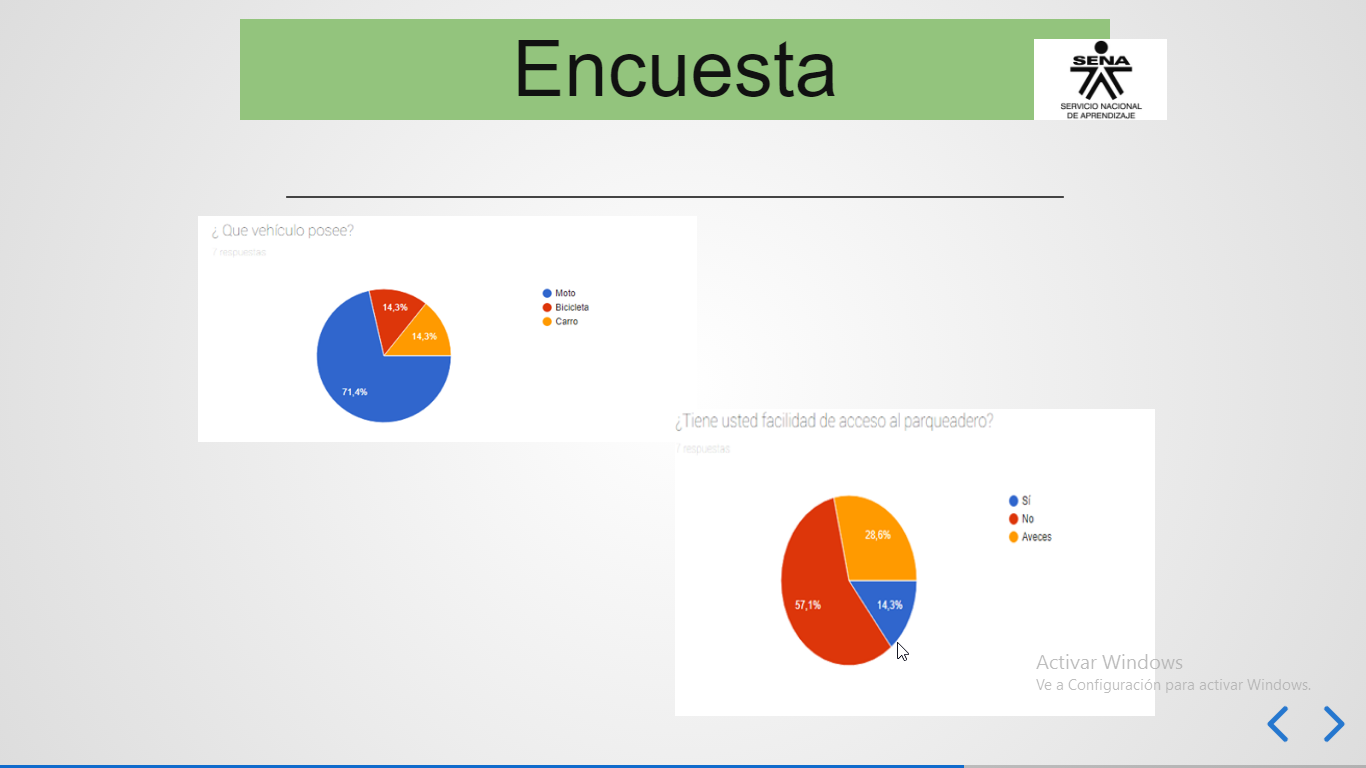 Encuesta
SENA
SERVICIO NACIONAL
DE APRENDIZAJE
¿ Que vehículo posee?
7 respuestas
Moto
Bicicleta
Carro
14,3%
14,3%
71,4%
¿Tiene usted facilidad de acceso al parqueadero?
7 respuestas
Sí
No
Aveces
28,6%
57,1%
14,3%
Activar Windows
Ve a Configuración para activar Windows.